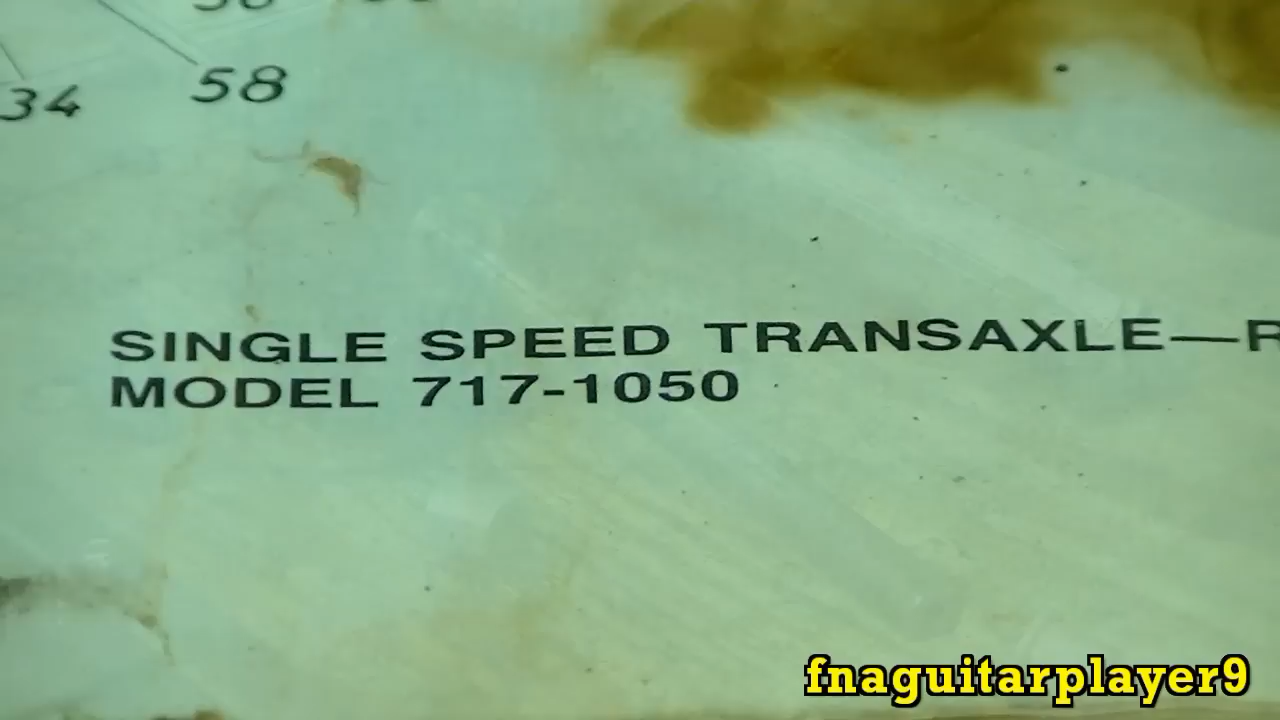 34
58
SINGLE SPEED TRANSAXLE—R
MODEL 717-1050
fnaguitarplayer9